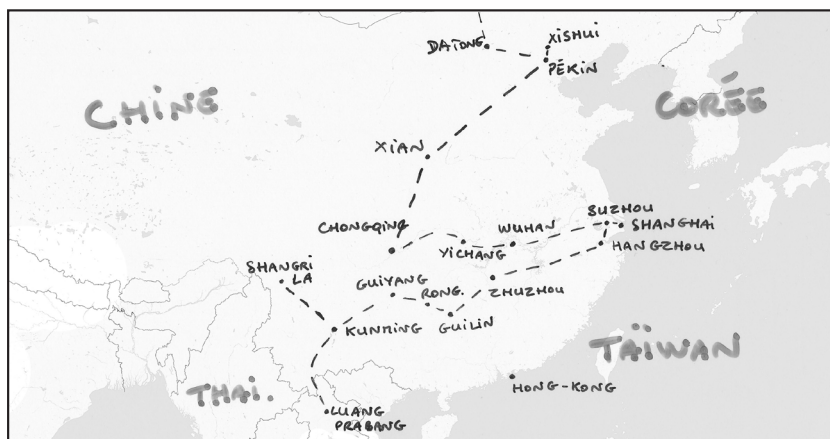 DATONG
XISHUI
PÉKIN
CHINE
CORÉE
XIAN
CHONGQING
YICHANG
WUHAN
SUZHOU
SHANGHAI
HANGZHOU
SHANGRI
LA
GUIYANG
RONG.
ZHUZHOU
KUNMING
GUILIN
TAÏWAN
THAI.
HONG-KONG
LUANG
PRABANG